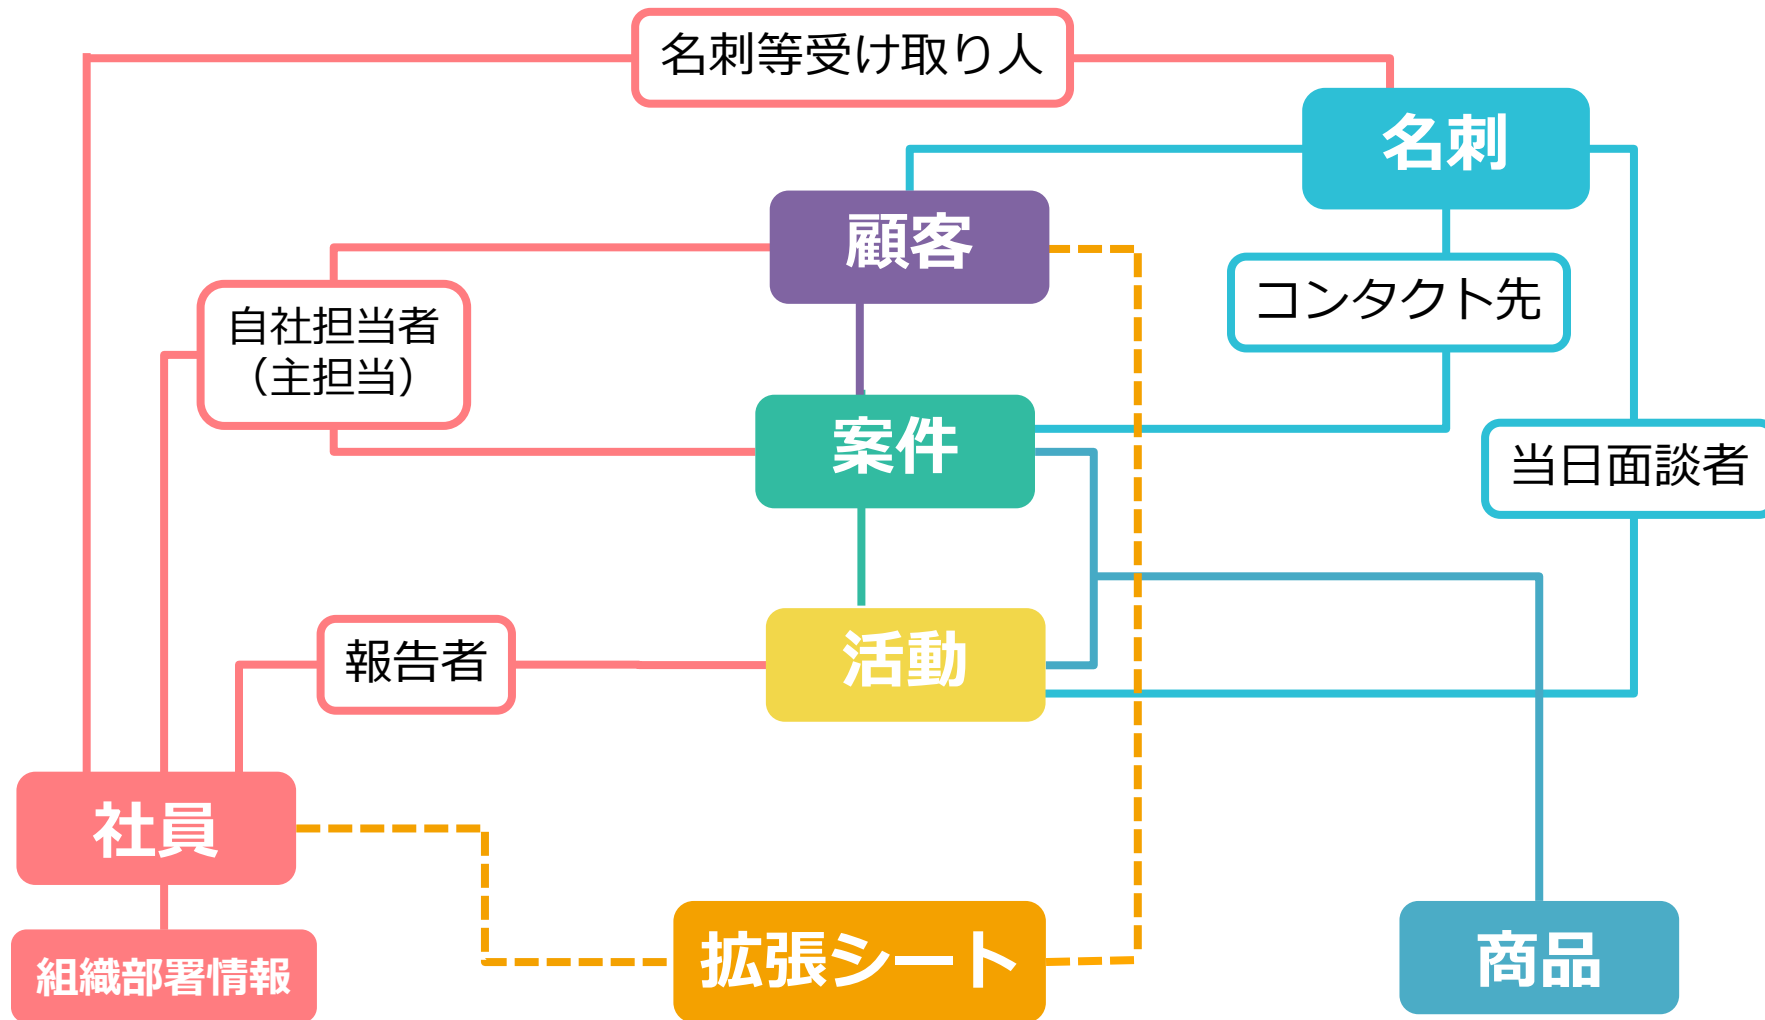 名刺等受け取り人
名刺
顧客
コンタクト先
自社担当者
（主担当）
案件
当日面談者
活動
報告者
社員
拡張シート
商品
組織部署情報